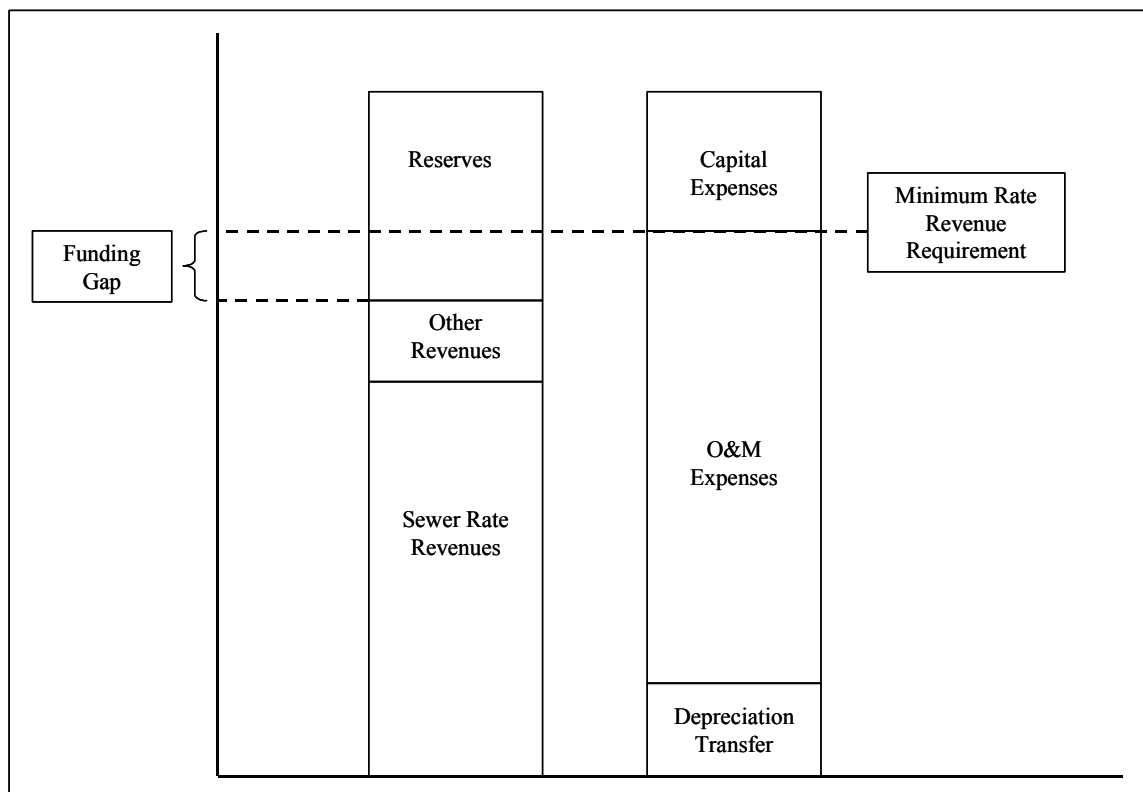 Reserves
Capital
Expenses
Minimum Rate
Revenue
Requirement
Funding
Gap
Other
Revenues
O&M
Expenses
Sewer Rate
Revenues
Depreciation
Transfer